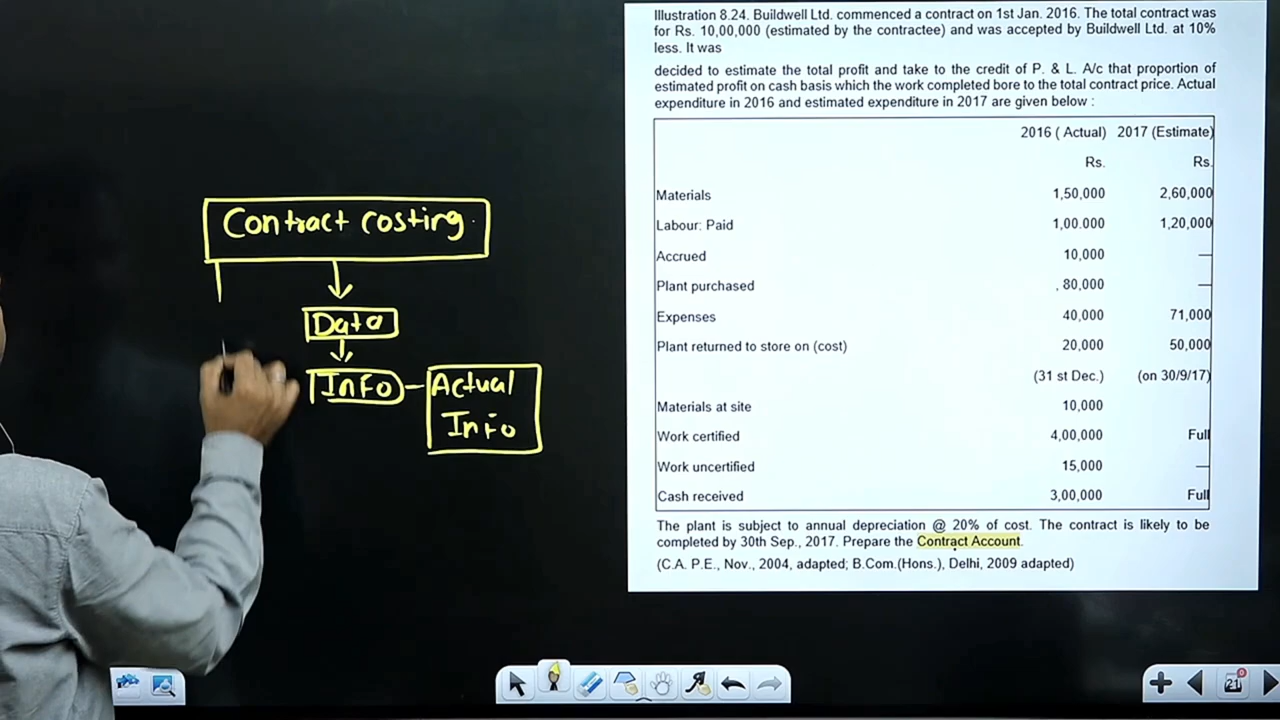 Contract costing
Data
Info
Actual
Info
Illustration 8.24. Buildwell Ltd. commenced a contract on 1st Jan. 2016. The total contract was
for Rs. 10,00,000 (estimated by the contractee) and was accepted by Buildwell Ltd. at 10%
less. It was
decided to estimate the total profit and take to the credit of P. & L. A/c that proportion of
estimated profit on cash basis which the work completed bore to the total contract price. Actual
expenditure in 2016 and estimated expenditure in 2017 are given below :
2016 ( Actual) 2017 (Estimate)
Rs. Rs.
Materials 1,50,000 2,60,000
Labour: Paid 1,00.000 1,20,000
Accrued 10,000 —
Plant purchased . 80,000 —
Expenses 40,000 71,000
Plant returned to store on (cost) 20,000 50,000
(31 st Dec.) (on 30/9/17)
Materials at site 10,000
Work certified 4,00,000 Full
Work uncertified 15,000 —
Cash received 3,00,000 Full
The plant is subject to annual depreciation @ 20% of cost. The contract is likely to be
completed by 30th Sep., 2017. Prepare the Contract Account.
(C.A. P.E., Nov., 2004, adapted; B.Com.(Hons.), Delhi, 2009 adapted)
21